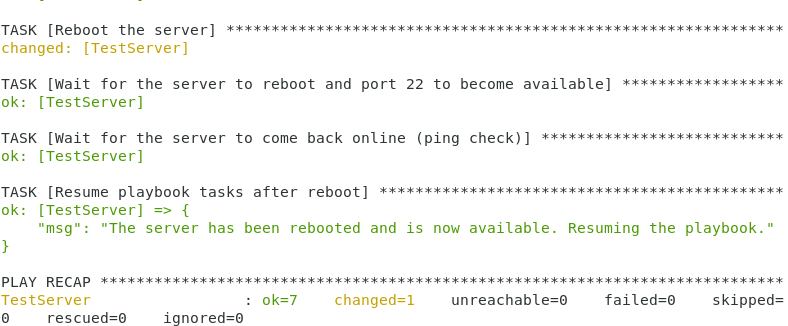 TASK [Reboot the server] **************************************************************
changed: [TestServer]
TASK [Wait for the server to reboot and port 22 to become available] ******************
ok: [TestServer]
TASK [Wait for the server to come back online (ping check)] ***************************
ok: [TestServer]
TASK [Resume playbook tasks after reboot] *********************************************
ok: [TestServer] => {
    "msg": "The server has been rebooted and is now available. Resuming the playbook."
}
PLAY RECAP ****************************************************************************
TestServer                 : ok=7    changed=1    unreachable=0    failed=0    skipped=
0    rescued=0    ignored=0